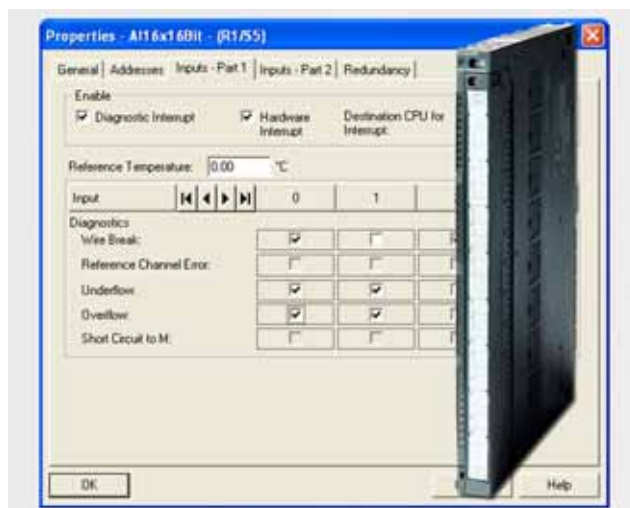 Properties - AI16x16Bit - (R1/S5)
General Addresses Inputs - Part 1 Inputs - Part 2 Redundancy
Enable
Diagnostic Interrupt Hardware Interrupt Destination CPU for Interrupt:
Reference Temperature: 0.00 °C
Input 0 1
Diagnostics
Wire Break:
Reference Channel Error:
Underflow:
Overflow:
Short Circuit to M:
OK Help